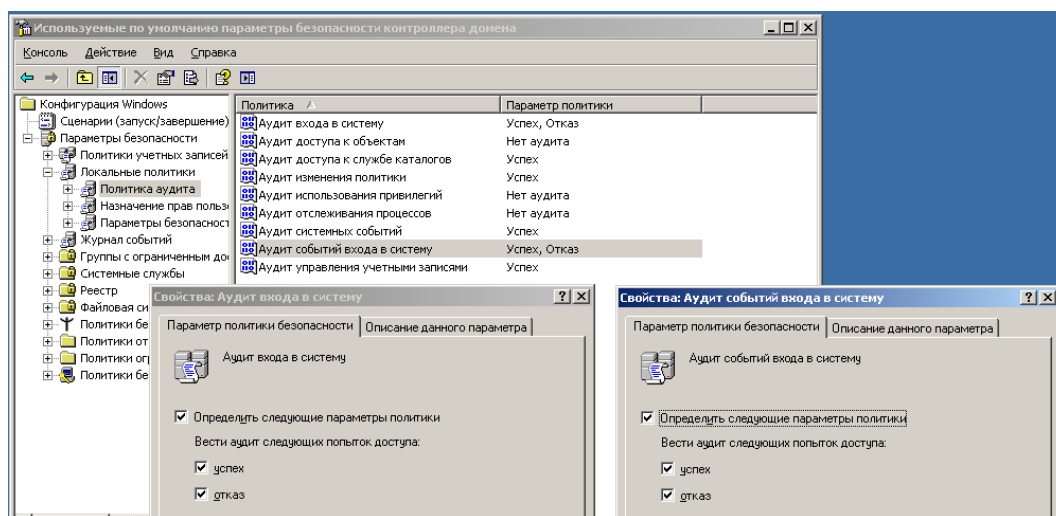 Используемые по умолчанию параметры безопасности контроллера домена
Консоль Действие Вид Справка
Конфигурация Windows
Сценарии (запуск/завершение)
Параметры безопасности
Политики учетных записей
Локальные политики
Политика аудита
Назначение прав польз
Параметры безопасност
Журнал событий
Группы с ограниченным до
Системные службы
Реестр
Файловая си
Политики бе
Политики от
Политики огр
Политики бе
Политика Параметр политики
Аудит входа в систему Успех, Отказ
Аудит доступа к объектам Нет аудита
Аудит доступа к службе каталогов Успех
Аудит изменения политики Успех
Аудит использования привилегий Нет аудита
Аудит отслеживания процессов Нет аудита
Аудит системных событий Успех
Аудит событий входа в систему Успех, Отказ
Аудит управления учетными записями Успех
Свойства: Аудит входа в систему
Параметр политики безопасности Описание данного параметра
Аудит входа в систему
Определить следующие параметры политики
Вести аудит следующих попыток доступа:
успех
отказ
Свойства: Аудит событий входа в систему
Параметр политики безопасности Описание данного параметра
Аудит событий входа в систему
Определить следующие параметры политики
Вести аудит следующих попыток доступа:
успех
отказ